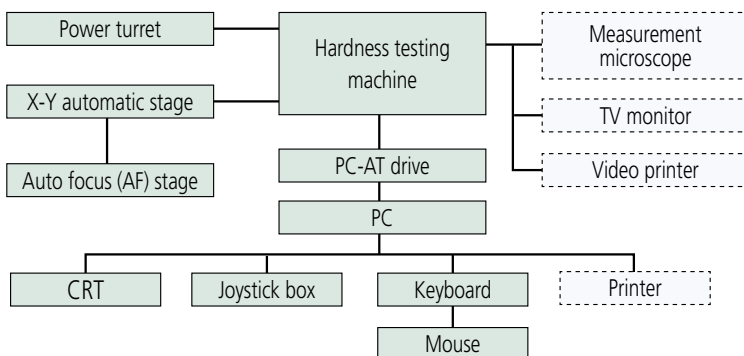 Power turret
Hardness testing
machine
Measurement
microscope
X-Y automatic stage
TV monitor
Auto focus (AF) stage
PC-AT drive
Video printer
PC
CRT
Joystick box
Keyboard
Printer
Mouse